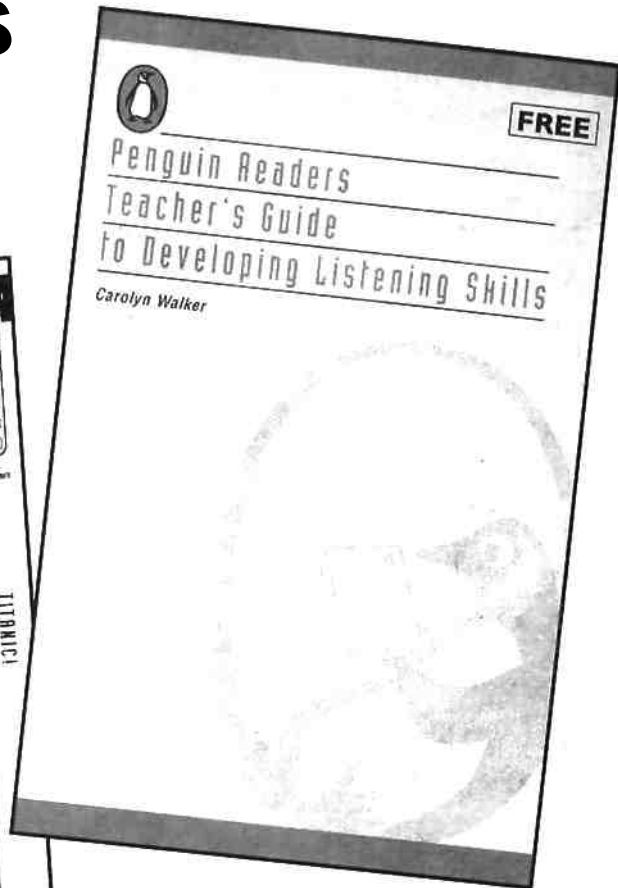 S
FREE
Penguin Readers
Teacher's Guide
to Developing Listening Skills
Carolyn Walker
TITANIC!